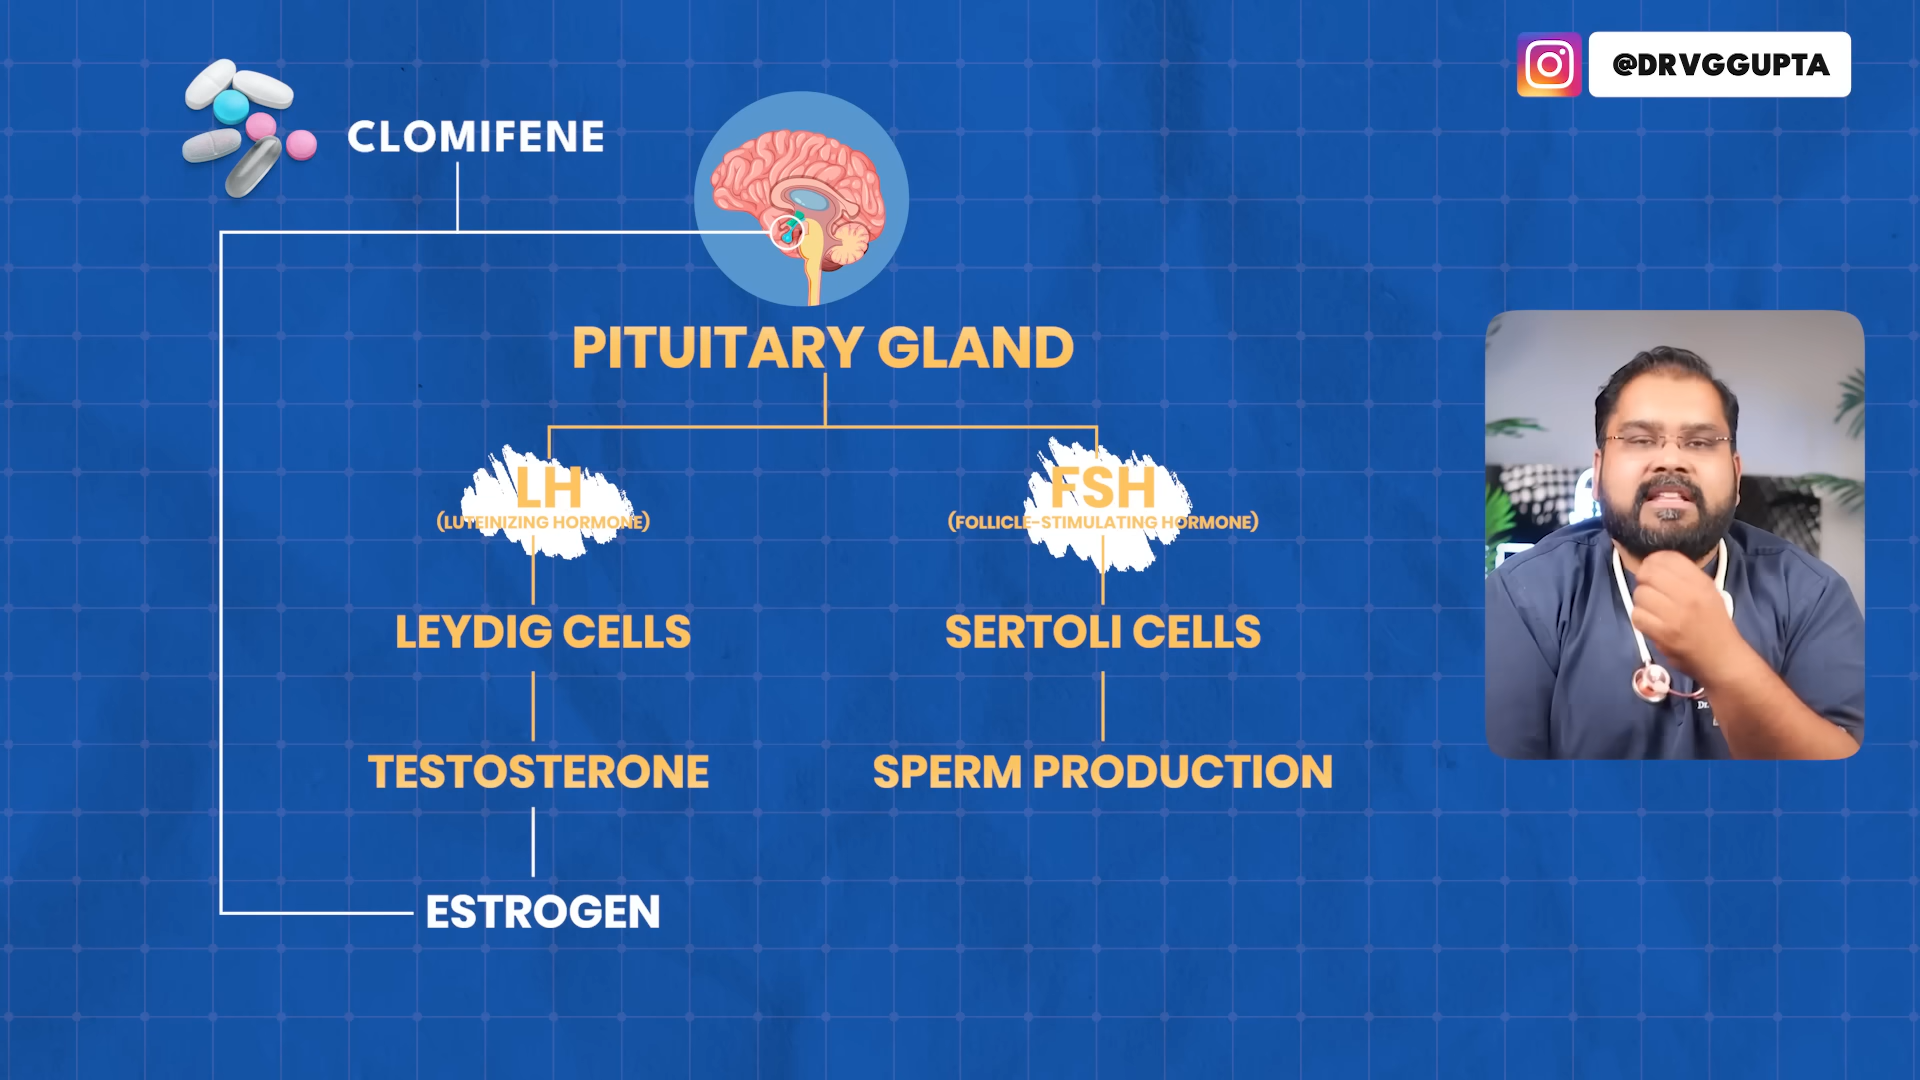 @DRVGGUPTA
CLOMIFENE
PITUITARY GLAND
LH
(LUTEINIZING HORMONE)
FSH
(FOLLICLE-STIMULATING HORMONE)
LEYDIG CELLS
SERTOLI CELLS
TESTOSTERONE
SPERM PRODUCTION
ESTROGEN
Dr.